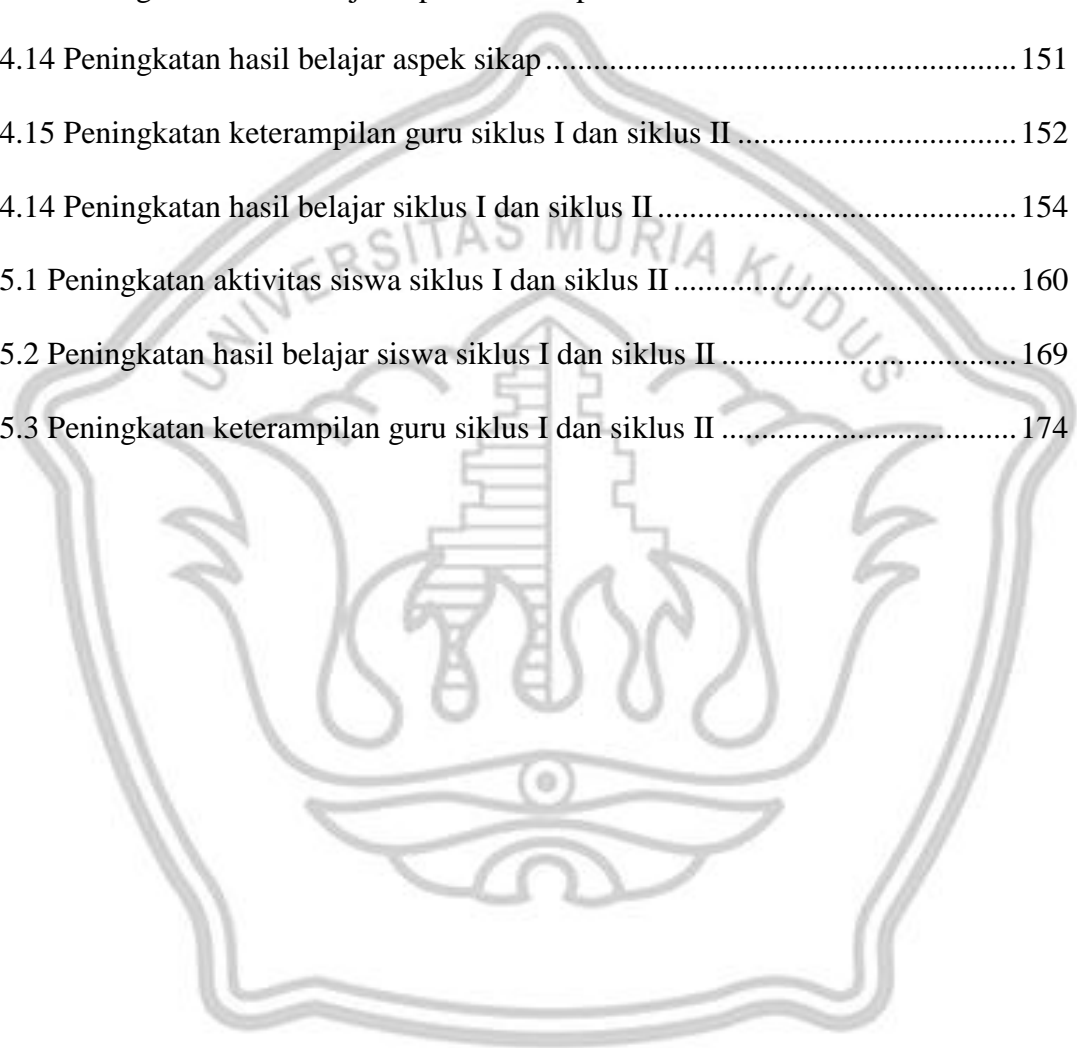 4.14 Peningkatan hasil belajar aspek sikap ........................................................ 151
4.15 Peningkatan keterampilan guru siklus I dan siklus II ................................. 152
4.14 Peningkatan hasil belajar siklus I dan siklus II ........................................... 154
UNIVERSITAS MURIA KUDUS
5.1 Peningkatan aktivitas siswa siklus I dan siklus II ......................................... 160
5.2 Peningkatan hasil belajar siswa siklus I dan siklus II ................................... 169
5.3 Peningkatan keterampilan guru siklus I dan siklus II ................................... 174